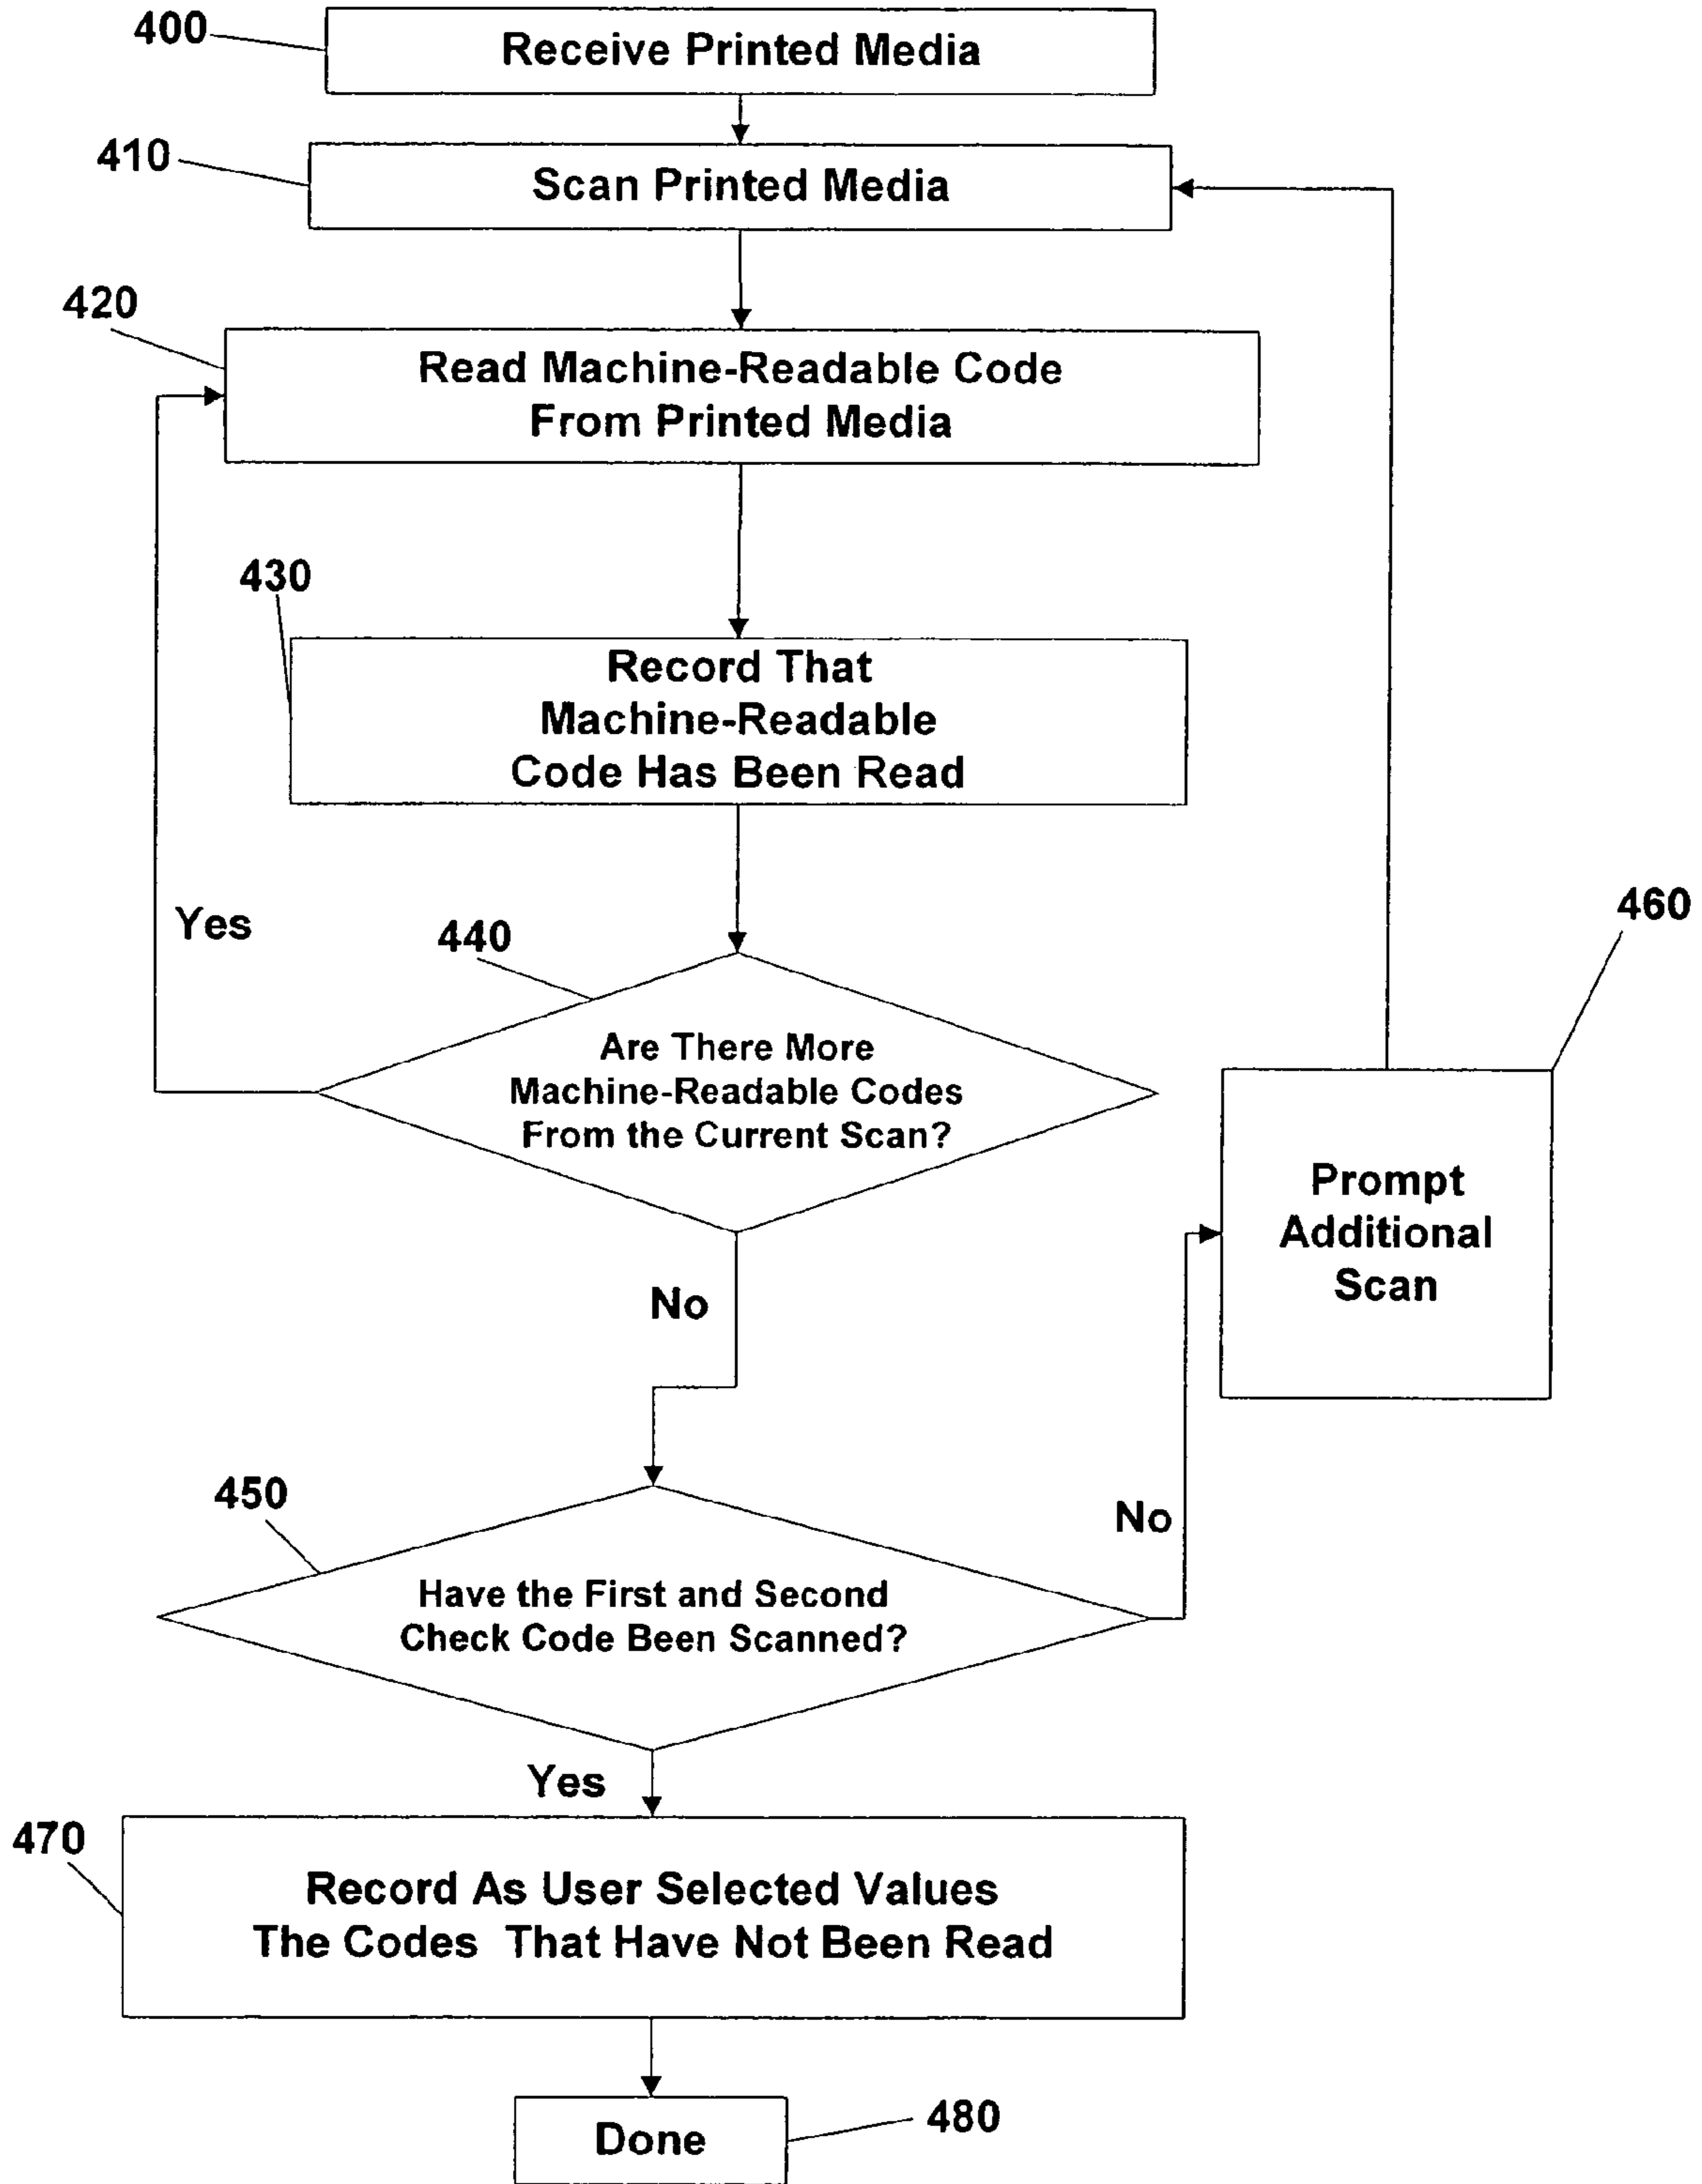 400
Receive Printed Media
410
Scan Printed Media
420
Read Machine-Readable Code
From Printed Media
430
Record That
Machine-Readable
Code Has Been Read
Yes
440
460
Are There More
Machine-Readable Codes
From the Current Scan?
Prompt
Additional
Scan
No
450
No
Have the First and Second
Check Code Been Scanned?
Yes
470
Record As User Selected Values
The Codes That Have Not Been Read
Done
480